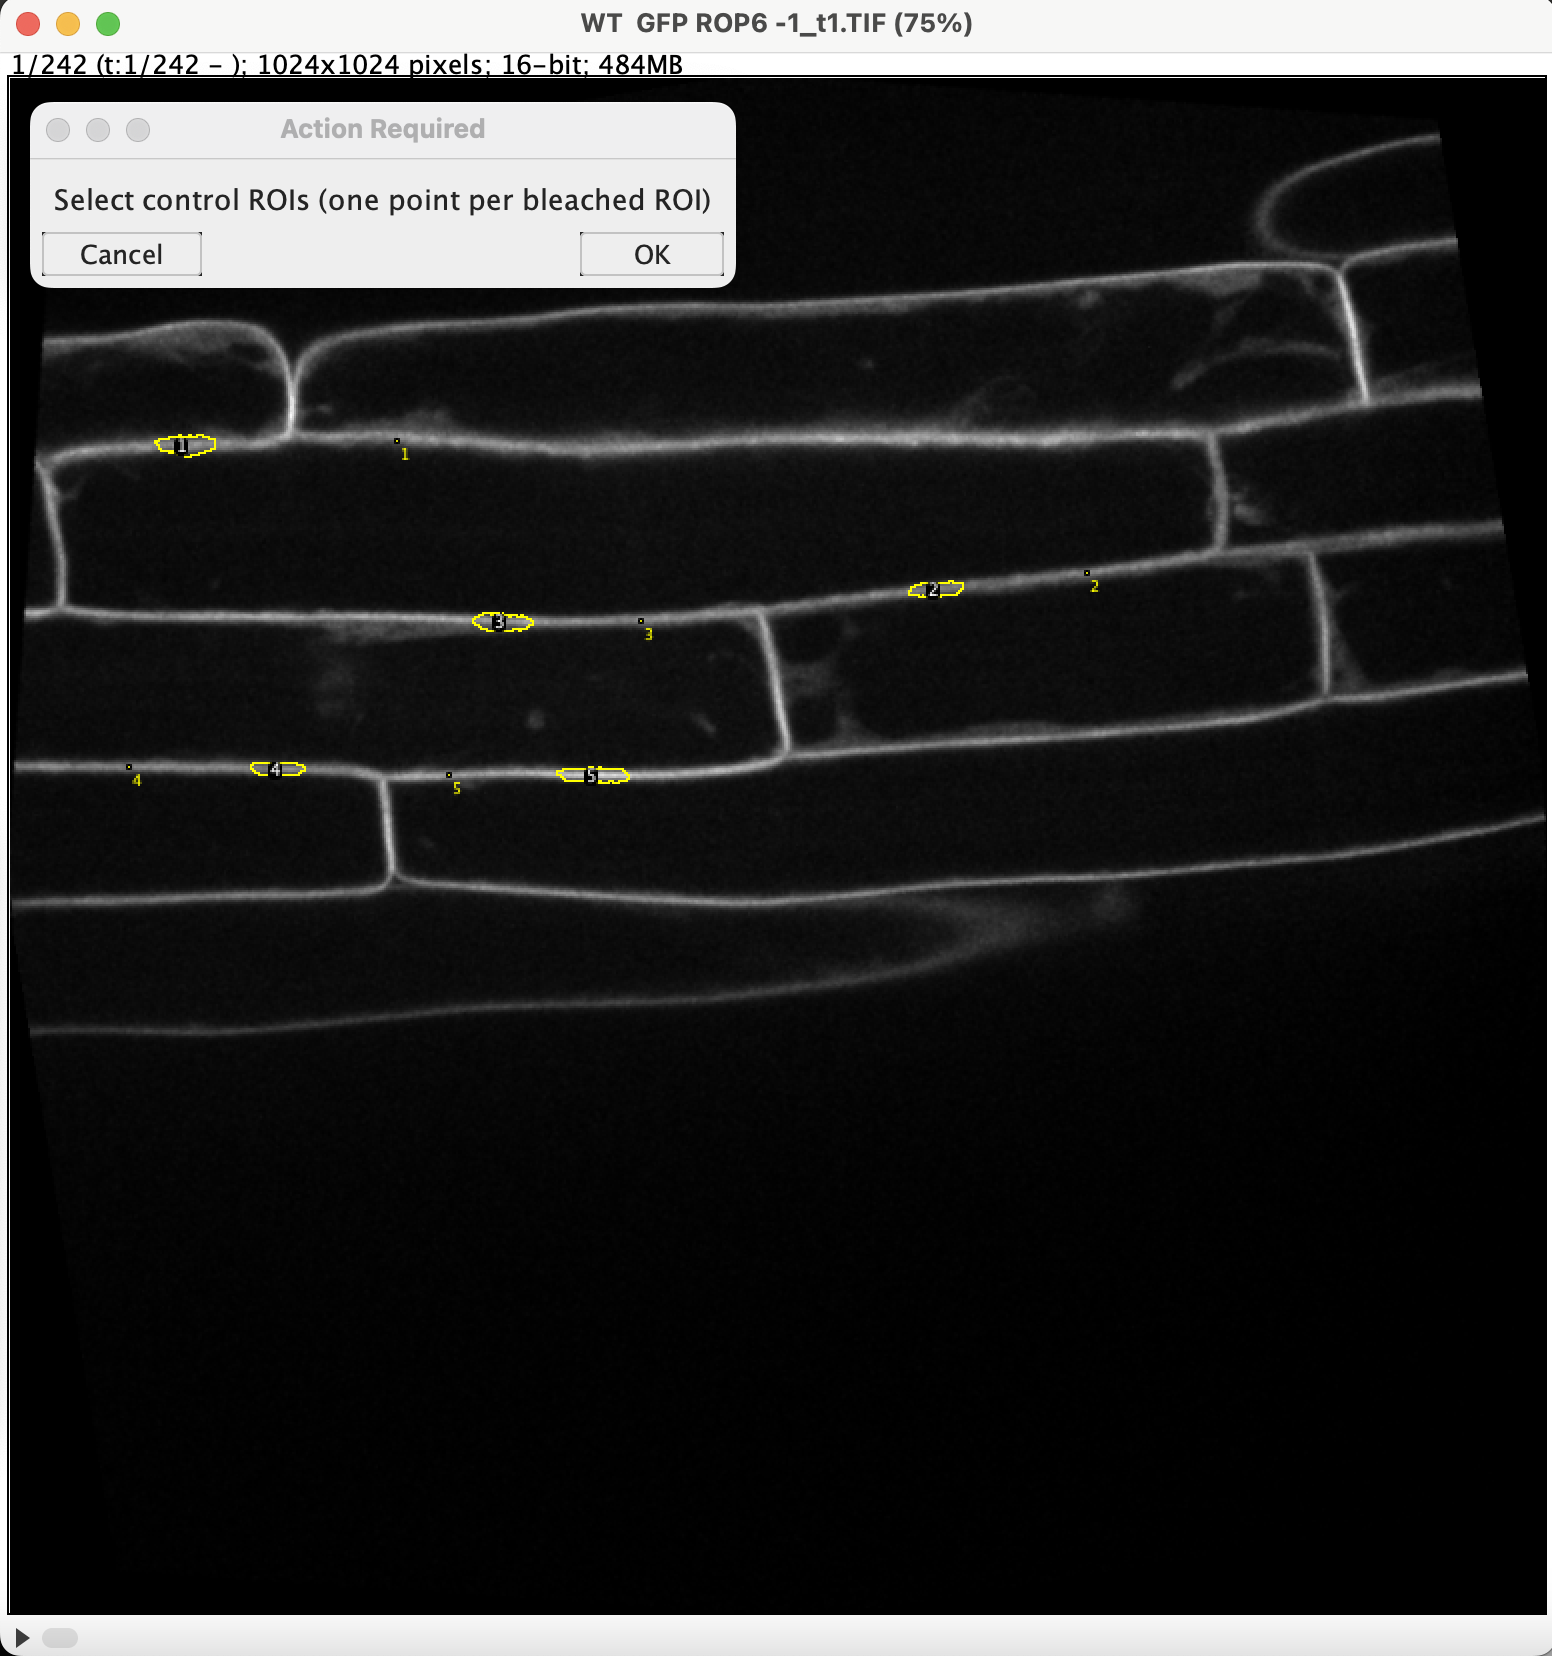 WT GFP ROP6 -1_t1.TIF (75%)
1/242 (t:1/242 - ); 1024x1024 pixels; 16-bit; 484MB
Action Required
Select control ROIs (one point per bleached ROI)
Cancel
OK
1
1
2
2
3
3
4
4
5
5